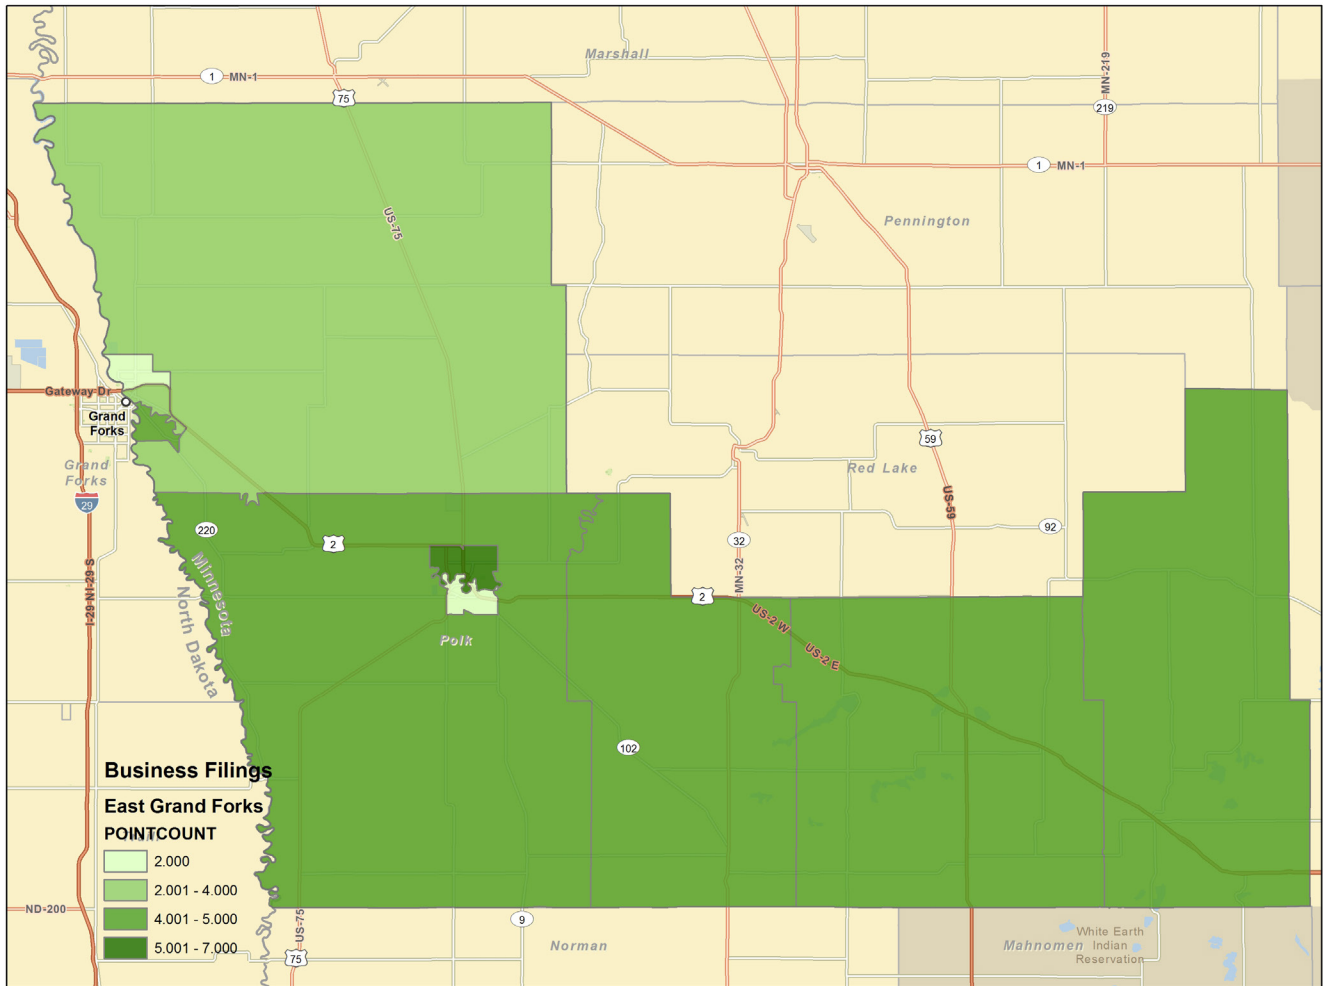 Marshall
1
MN-1
75
MN-219
219
1
MN-1
US-75
Pennington
Gateway Dr
Grand
Forks
Grand
Forks
29
59
Red Lake
US-59
92
220
2
32
MN-32
I-29 N I-29 S
Minnesota
North Dakota
2
US-2 W
US-2 E
Polk
102
Business Filings
East Grand Forks
POINTCOUNT
2.000
2.001 - 4.000
4.001 - 5.000
5.001 - 7.000
ND-200
US-75
75
9
Norman
Mahnomen
White Earth
Indian
Reservation